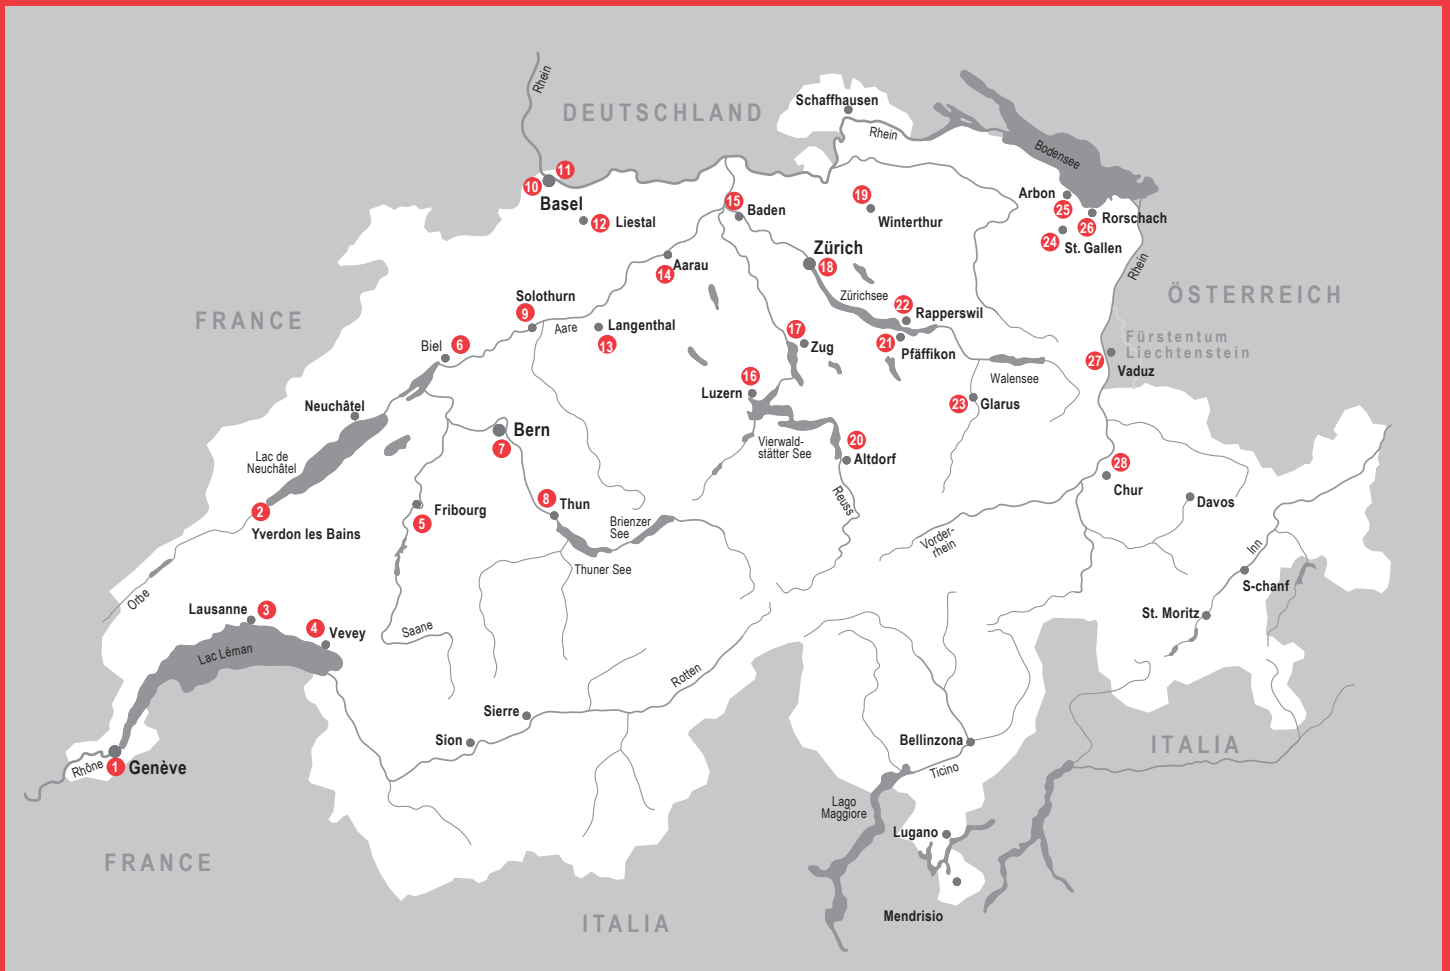 Rhein
DEUTSCHLAND
Schaffhausen
Rhein
Bodensee
11
10
Basel
12
Liestal
15
Baden
19
Winterthur
Arbon
25
Rorschach
26
24
St. Gallen
Rhein
ÖSTERREICH
14
Aarau
Zürich
18
Zürichsee
22
Rapperswil
21
Pfäffikon
FRANCE
Solothurn
9
Aare
Langenthal
13
Biel
6
17
Zug
16
Luzern
Walensee
23
Glarus
Fürstentum
Liechtenstein
27
Vaduz
Neuchâtel
Lac de
Neuchâtel
Bern
7
Vierwald-
stätter See
20
Altdorf
Reuss
28
Chur
Davos
2
Yverdon les Bains
Fribourg
5
8
Thun
Brienzer
See
Thuner See
Vorder-
rhein
Inn
S-chanf
St. Moritz
Orbe
Lausanne
3
4
Vevey
Lac Léman
Saane
Rotten
Sierre
Sion
Bellinzona
Ticino
ITALIA
Rhône
1
Genève
Lago
Maggiore
Lugano
FRANCE
ITALIA
Mendrisio